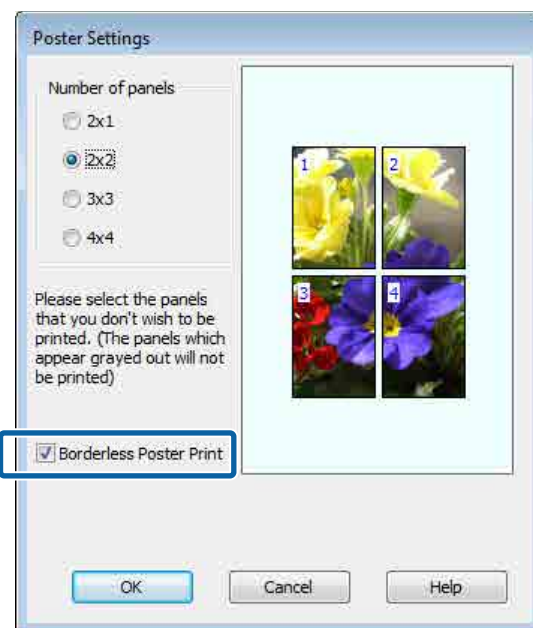 Poster Settings
Number of panels
2x1
2x2
3x3
4x4
Please select the panels
that you don't wish to be
printed. (The panels which
appear grayed out will not
be printed)
Borderless Poster Print
1
2
3
4
OK
Cancel
Help